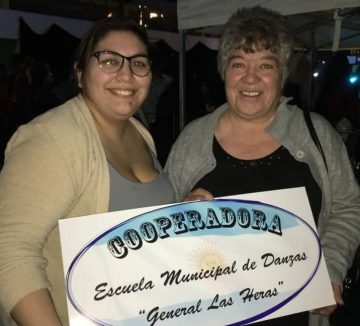 COOPERADORA
Escuela Municipal de Danzas
"General Las Heras"